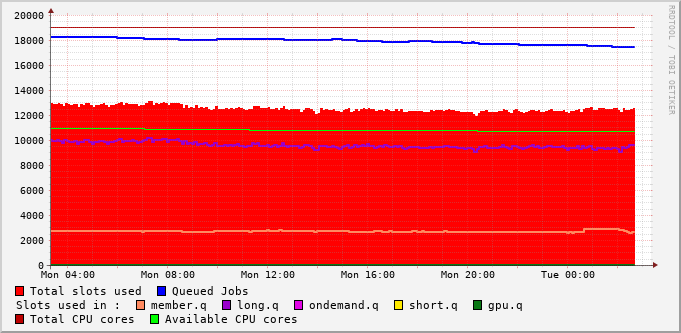 20000
18000
16000
14000
12000
10000
8000
6000
4000
2000
0
Mon 04:00 Mon 08:00 Mon 12:00 Mon 16:00 Mon 20:00 Tue 00:00
RRDTOOL / TOBI OETIKER
Total slots used Queued Jobs
Slots used in : member.q long.q ondemand.q short.q gpu.q
Total CPU cores Available CPU cores